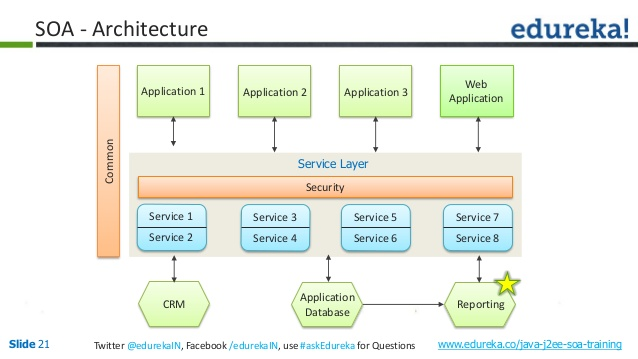 SOA - Architecture
edureka!
Common
Application 1
Application 2
Application 3
Web
Application
Service Layer
Security
Service 1
Service 2
Service 3
Service 4
Service 5
Service 6
Service 7
Service 8
CRM
Application
Database
Reporting
Slide 21
Twitter @edurekaIN, Facebook /edurekaIN, use #askEdureka for Questions
www.edureka.co/java-j2ee-soa-training